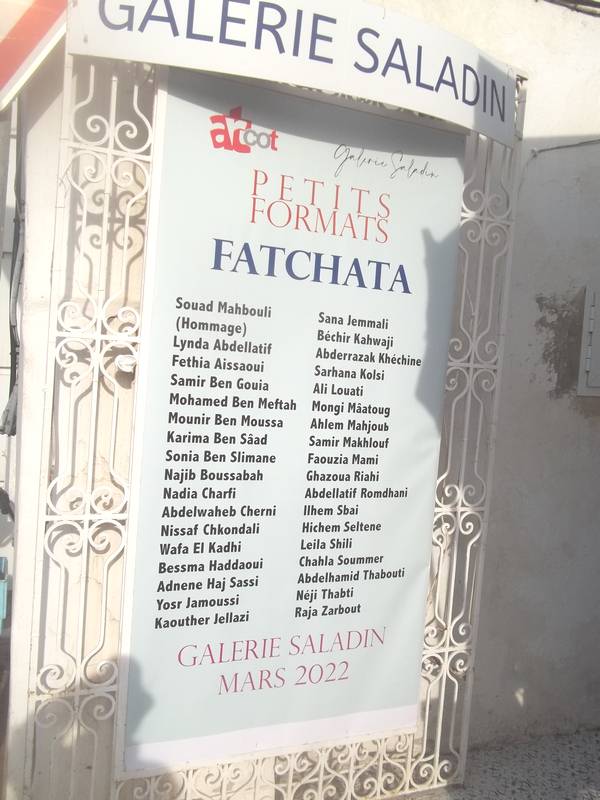 GALERIE SALADIN
artcot
Galerie Saladin
PETITS
FORMATS
FATCHATA
Souad Mahbouli
(Hommage)
Lynda Abdellatif
Fethia Aissaoui
Samir Ben Gouia
Mohamed Ben Meftah
Mounir Ben Moussa
Karima Ben Sâad
Sonia Ben Slimane
Najib Boussabah
Nadia Charfi
Abdelwaheb Cherni
Nissaf Chkondali
Wafa El Kadhi
Bessma Haddaoui
Adnene Haj Sassi
Yosr Jamoussi
Kaouther Jellazi
Sana Jemmali
Béchir Kahwaji
Abderrazak Khéchine
Sarhana Kolsi
Ali Louati
Mongi Mâatoug
Ahlem Mahjoub
Samir Makhlouf
Faouzia Mami
Ghazoua Riahi
Abdellatif Romdhani
Ilhem Sbai
Hichem Seltene
Leila Shili
Chahla Soummer
Abdelhamid Thabouti
Néji Thabti
Raja Zarbout
GALERIE SALADIN
MARS 2022